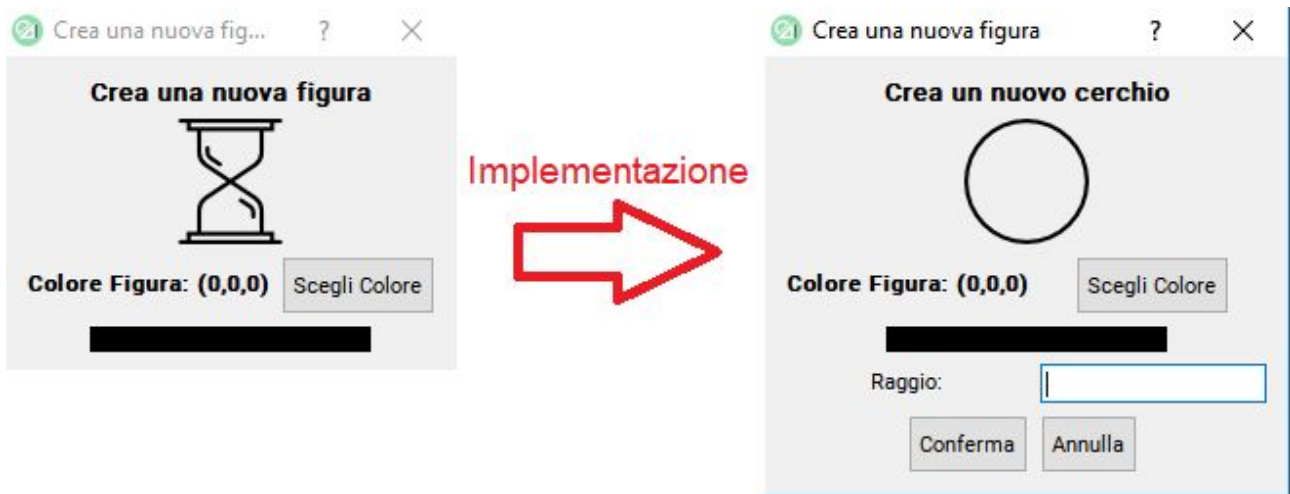 Crea una nuova fig...
?
Crea una nuova figura
Colore Figura: (0,0,0)
Scegli Colore
Implementazione
Crea una nuova figura
?
Crea un nuovo cerchio
Colore Figura: (0,0,0)
Scegli Colore
Raggio:
Conferma
Annulla